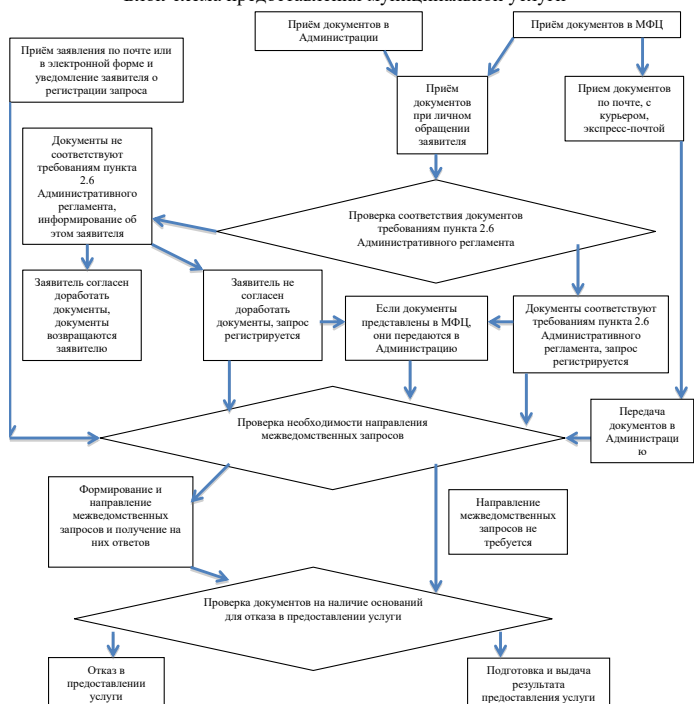 Приём документов в
Администрации
Приём документов в МФЦ
Приём заявления по почте или
в электронной форме и
уведомление заявителя о
регистрации запроса
Приём
документов
при личном
обращении
заявителя
Прием документов
по почте, с
курьером,
экспресс-почтой
Документы не
соответствуют
требованиям пункта
2.6
Административного
регламента,
информирование об
этом заявителя
Проверка соответствия документов
требованиям пункта 2.6
Административного регламента
Заявитель согласен
доработать
документы,
документы
возвращаются
заявителю
Заявитель не
согласен
доработать
документы, запрос
регистрируется
Если документы
представлены в МФЦ,
они передаются в
Администрацию
Документы соответствуют
требованиям пункта 2.6
Административного
регламента, запрос
регистрируется
Проверка необходимости направления
межведомственных запросов
Передача
документов в
Администраци
ю
Формирование и
направление
межведомственных
запросов и получение на
них ответов
Направление
межведомственных
запросов не
требуется
Проверка документов на наличие оснований
для отказа в предоставлении услуги
Отказ в
предоставлении
услуги
Подготовка и выдача
результата
предоставления услуги